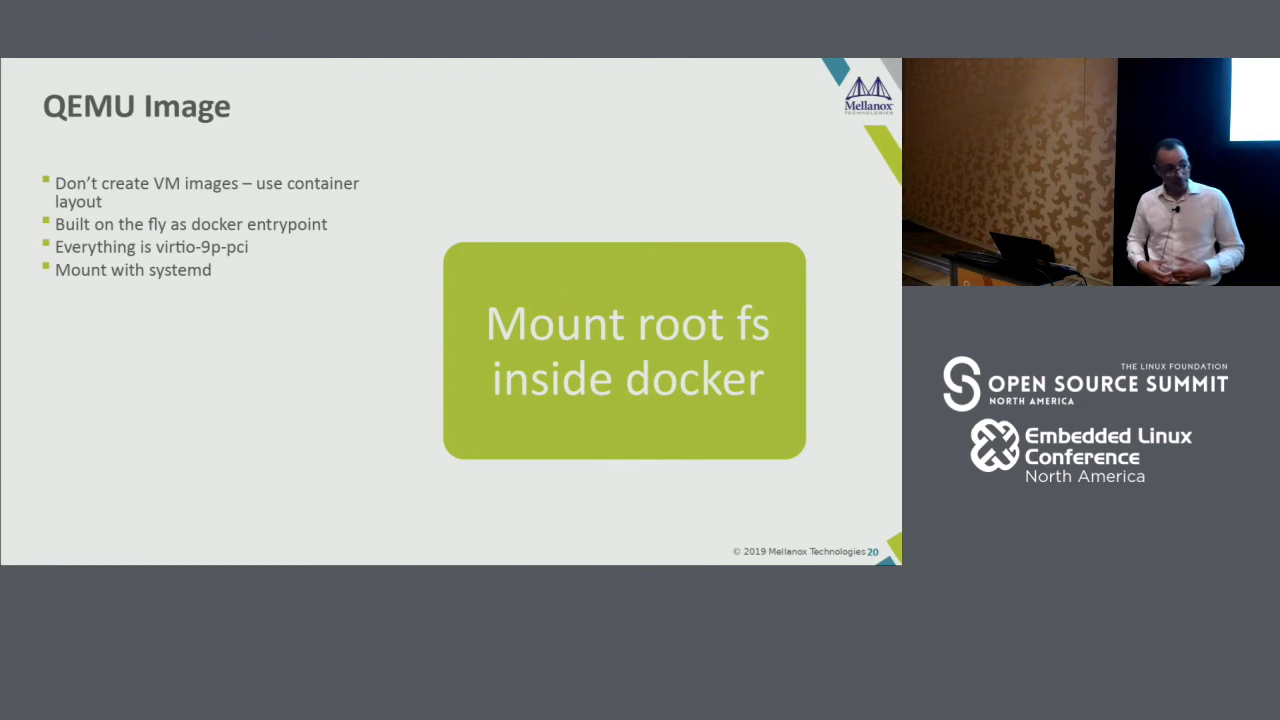 QEMU Image
Mellanox
TECHNOLOGIES
Don't create VM images – use container
layout
Built on the fly as docker entrypoint
Everything is virtio-9p-pci
Mount with systemd
Mount root fs
inside docker
© 2019 Mellanox Technologies 20
THE LINUX FOUNDATION
OPEN SOURCE SUMMIT
NORTH AMERICA
Embedded Linux
Conference
North America